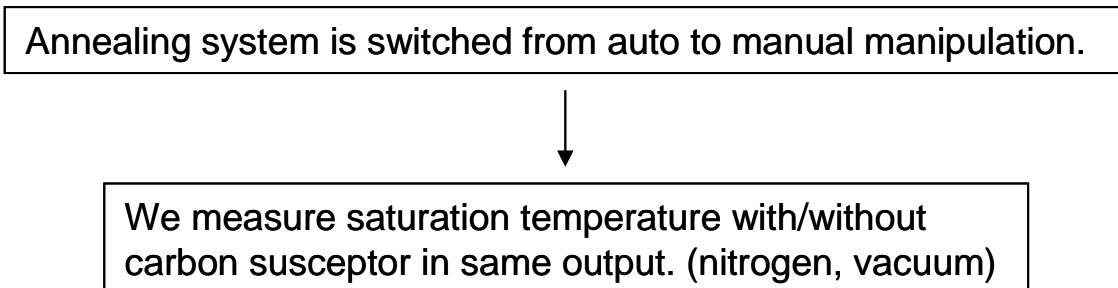 Annealing system is switched from auto to manual manipulation.
We measure saturation temperature with/without
carbon susceptor in same output. (nitrogen, vacuum)